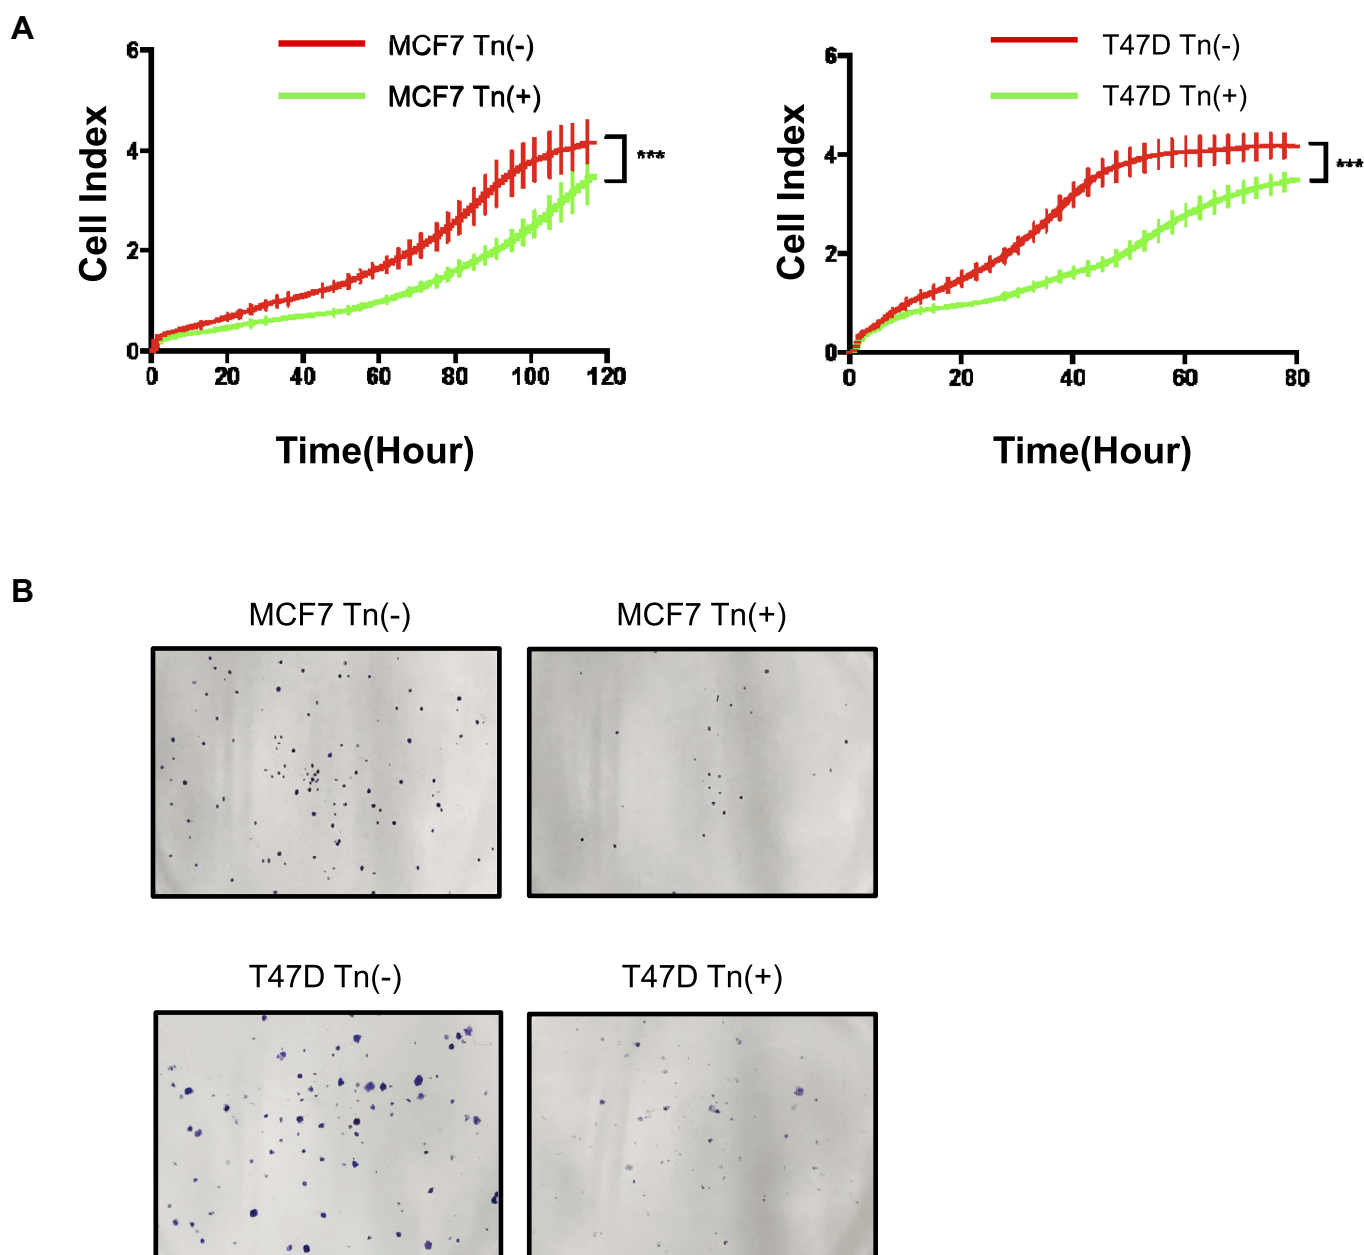 A
MCF7 Tn(-)
MCF7 Tn(+)
Cell Index
6
4
2
0
0 20 40 60 80 100 120
Time(Hour)
***
T47D Tn(-)
T47D Tn(+)
Cell Index
6
4
2
0
0 20 40 60 80
Time(Hour)
***
B
MCF7 Tn(-) MCF7 Tn(+)
T47D Tn(-) T47D Tn(+)